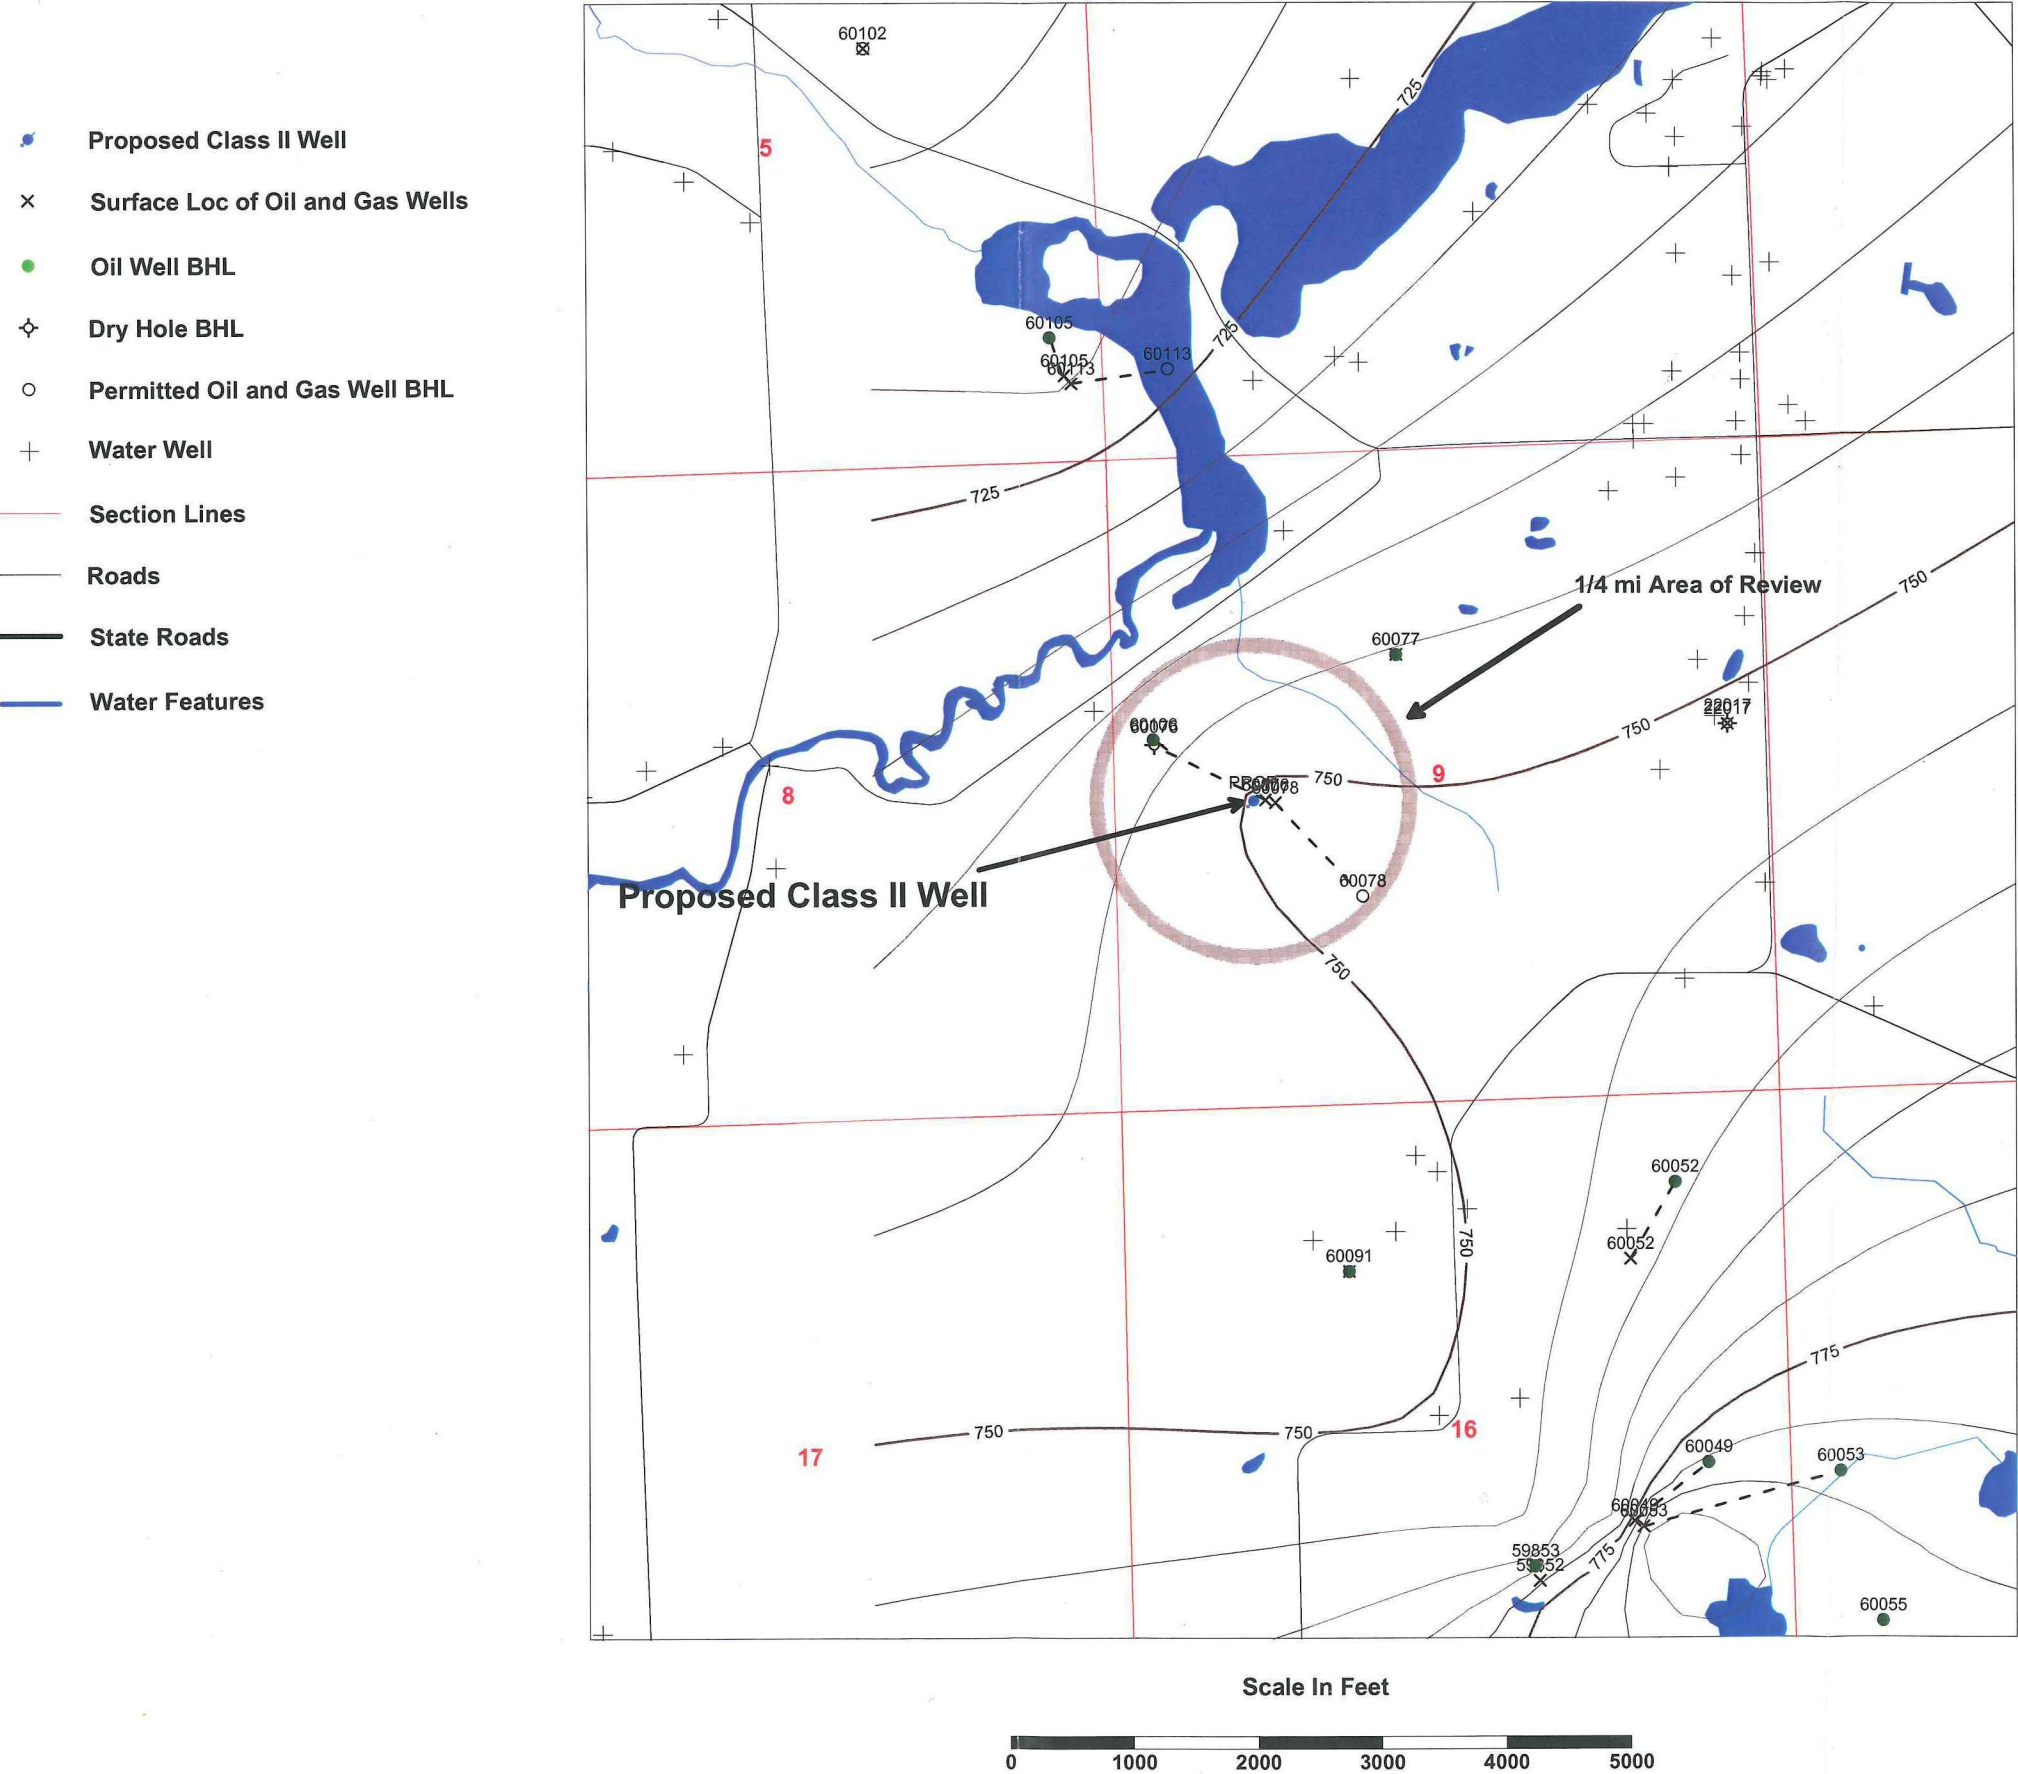 Proposed Class II Well
Surface Loc of Oil and Gas Wells
Oil Well BHL
Dry Hole BHL
Permitted Oil and Gas Well BHL
Water Well
Section Lines
Roads
State Roads
Water Features
60102
725
5
60105
60105
60113
60113
725
725
1/4 mi Area of Review
750
60077
22017
750
9
750
60078
8
Proposed Class II Well
60078
750
60052
750
60052
60091
775
750
750
16
17
60049
60053
60049
60053
59853
775
60055
Scale In Feet
0 1000 2000 3000 4000 5000